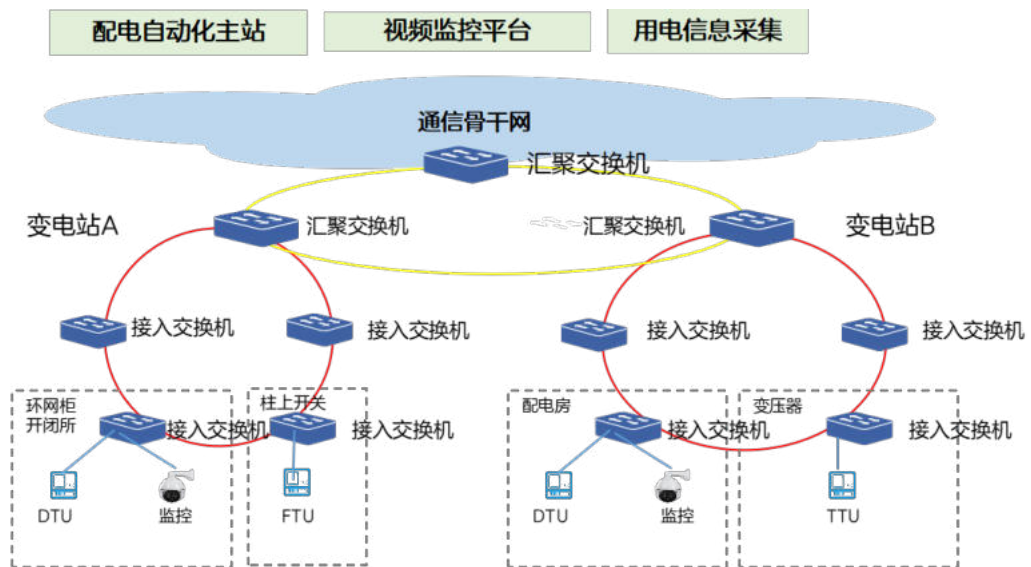 配电自动化主站
视频监控平台
用电信息采集
通信骨干网
汇聚交换机
变电站A
汇聚交换机
汇聚交换机
变电站B
接入交换机
接入交换机
接入交换机
接入交换机
环网柜
开闭所
柱上开关
配电房
变压器
接入交换机
接入交换机
接入交换机
接入交换机
DTU
监控
FTU
DTU
监控
TTU